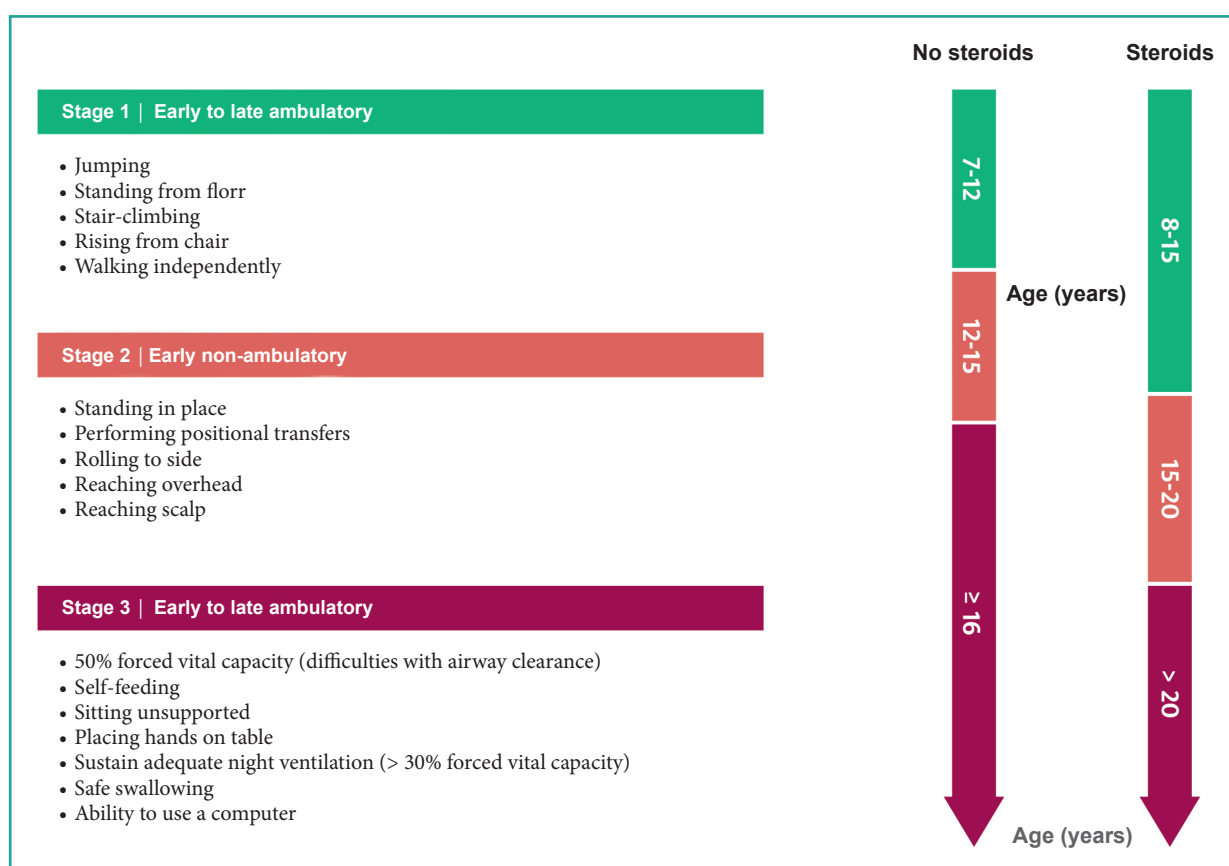 No steroids
Steroids
Stage 1 | Early to late ambulatory
• Jumping
• Standing from florr
• Stair-climbing
• Rising from chair
• Walking independently
7-12
8-15
Age (years)
Stage 2 | Early non-ambulatory
12-15
• Standing in place
• Performing positional transfers
• Rolling to side
• Reaching overhead
• Reaching scalp
15-20
Stage 3 | Early to late ambulatory
≥ 16
• 50% forced vital capacity (difficulties with airway clearance)
• Self-feeding
• Sitting unsupported
• Placing hands on table
• Sustain adequate night ventilation (> 30% forced vital capacity)
• Safe swallowing
• Ability to use a computer
> 20
Age (years)